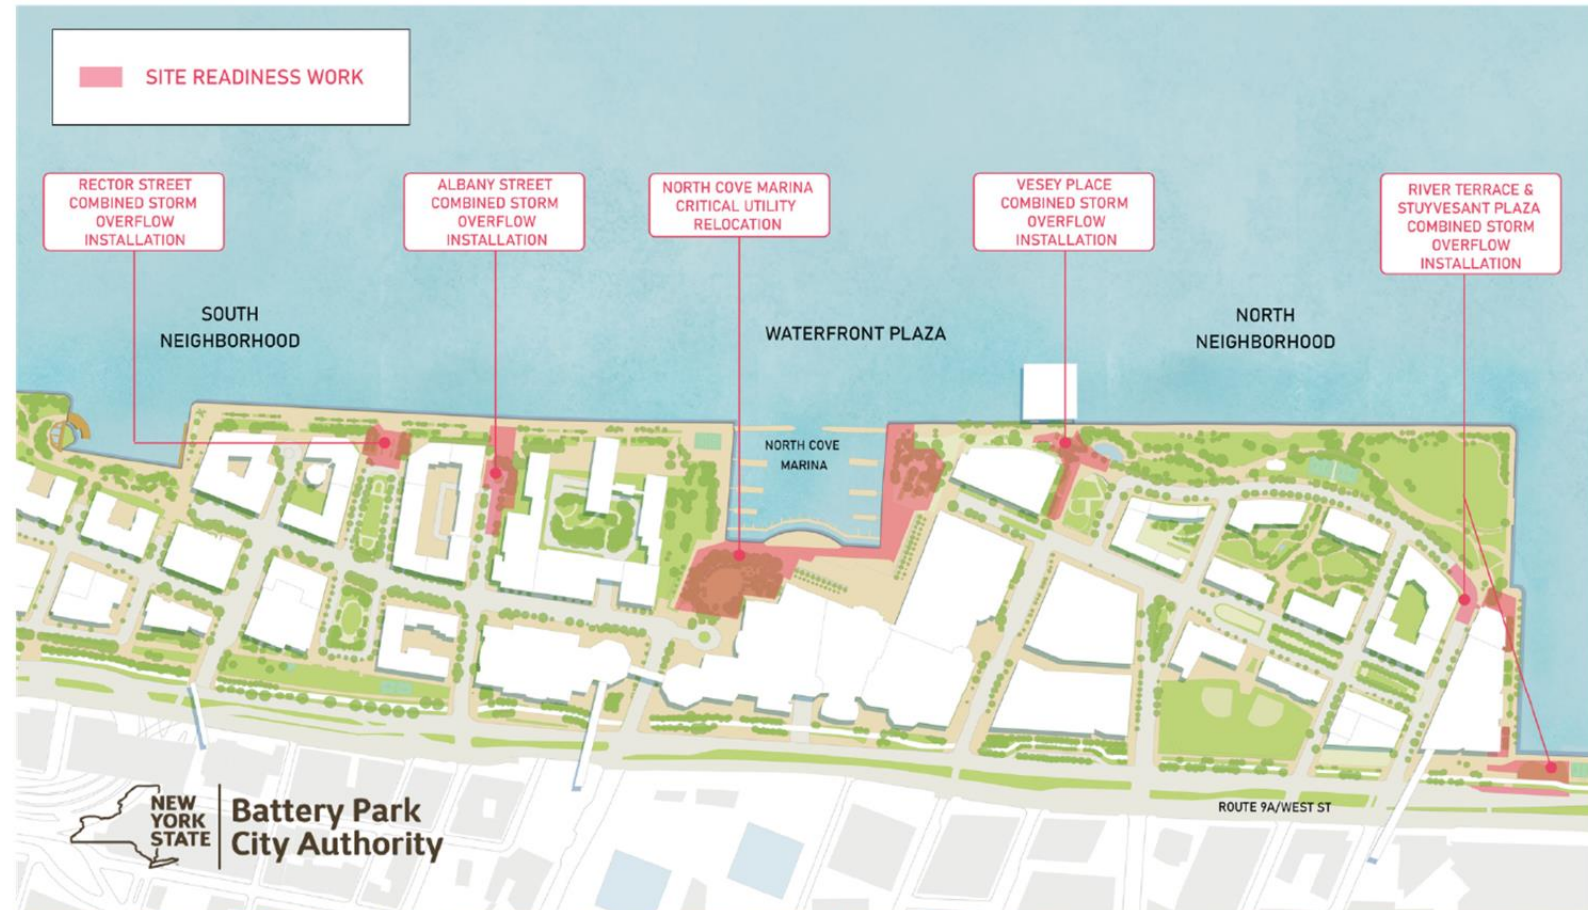 SITE READINESS WORK
RECTOR STREET
COMBINED STORM
OVERFLOW
INSTALLATION
ALBANY STREET
COMBINED STORM
OVERFLOW
INSTALLATION
NORTH COVE MARINA
CRITICAL UTILITY
RELOCATION
VESEY PLACE
COMBINED STORM
OVERFLOW
INSTALLATION
RIVER TERRACE &
STUYVESANT PLAZA
COMBINED STORM
OVERFLOW
INSTALLATION
SOUTH
NEIGHBORHOOD
WATERFRONT PLAZA
NORTH
NEIGHBORHOOD
NORTH COVE
MARINA
ROUTE 9A/WEST ST
NEW
YORK
STATE
Battery Park
City Authority